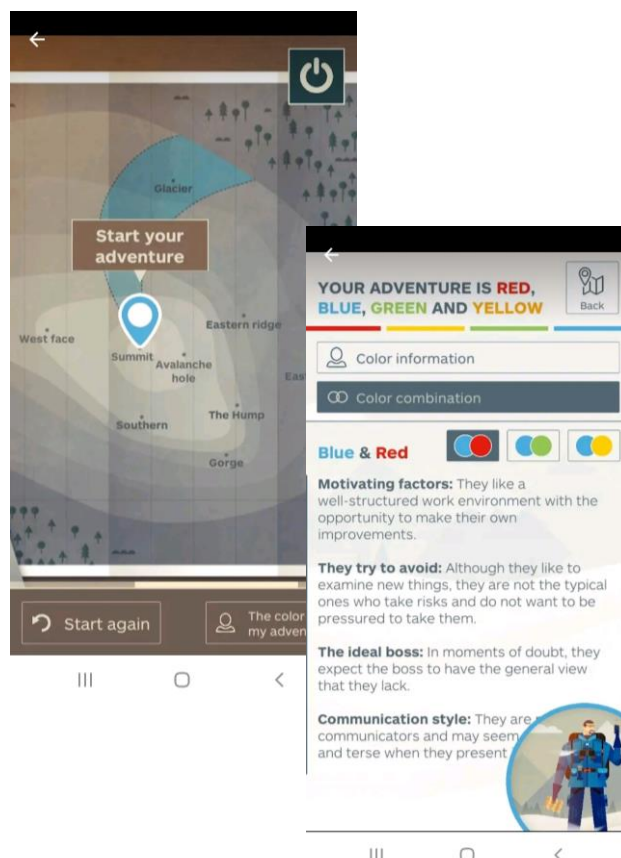 Glacier
Start your
adventure
West face
Summit
Eastern ridge
Avalanche
hole
Southern
The Hump
Gorge
Start again
The color
my
YOUR ADVENTURE IS RED,
BLUE, GREEN AND YELLOW
Back
Color information
Color combination
Blue & Red
Motivating factors: They like a
well-structured work environment with the
opportunity to make their own
improvements.
They try to avoid: Although they like to
examine new things, they are not the typical
ones who take risks and do not want to be
pressured to take them.
The ideal boss: In moments of doubt, they
expect the boss to have the general view
that they lack.
Communication style: They are
communicators and may seem
and terse when they present